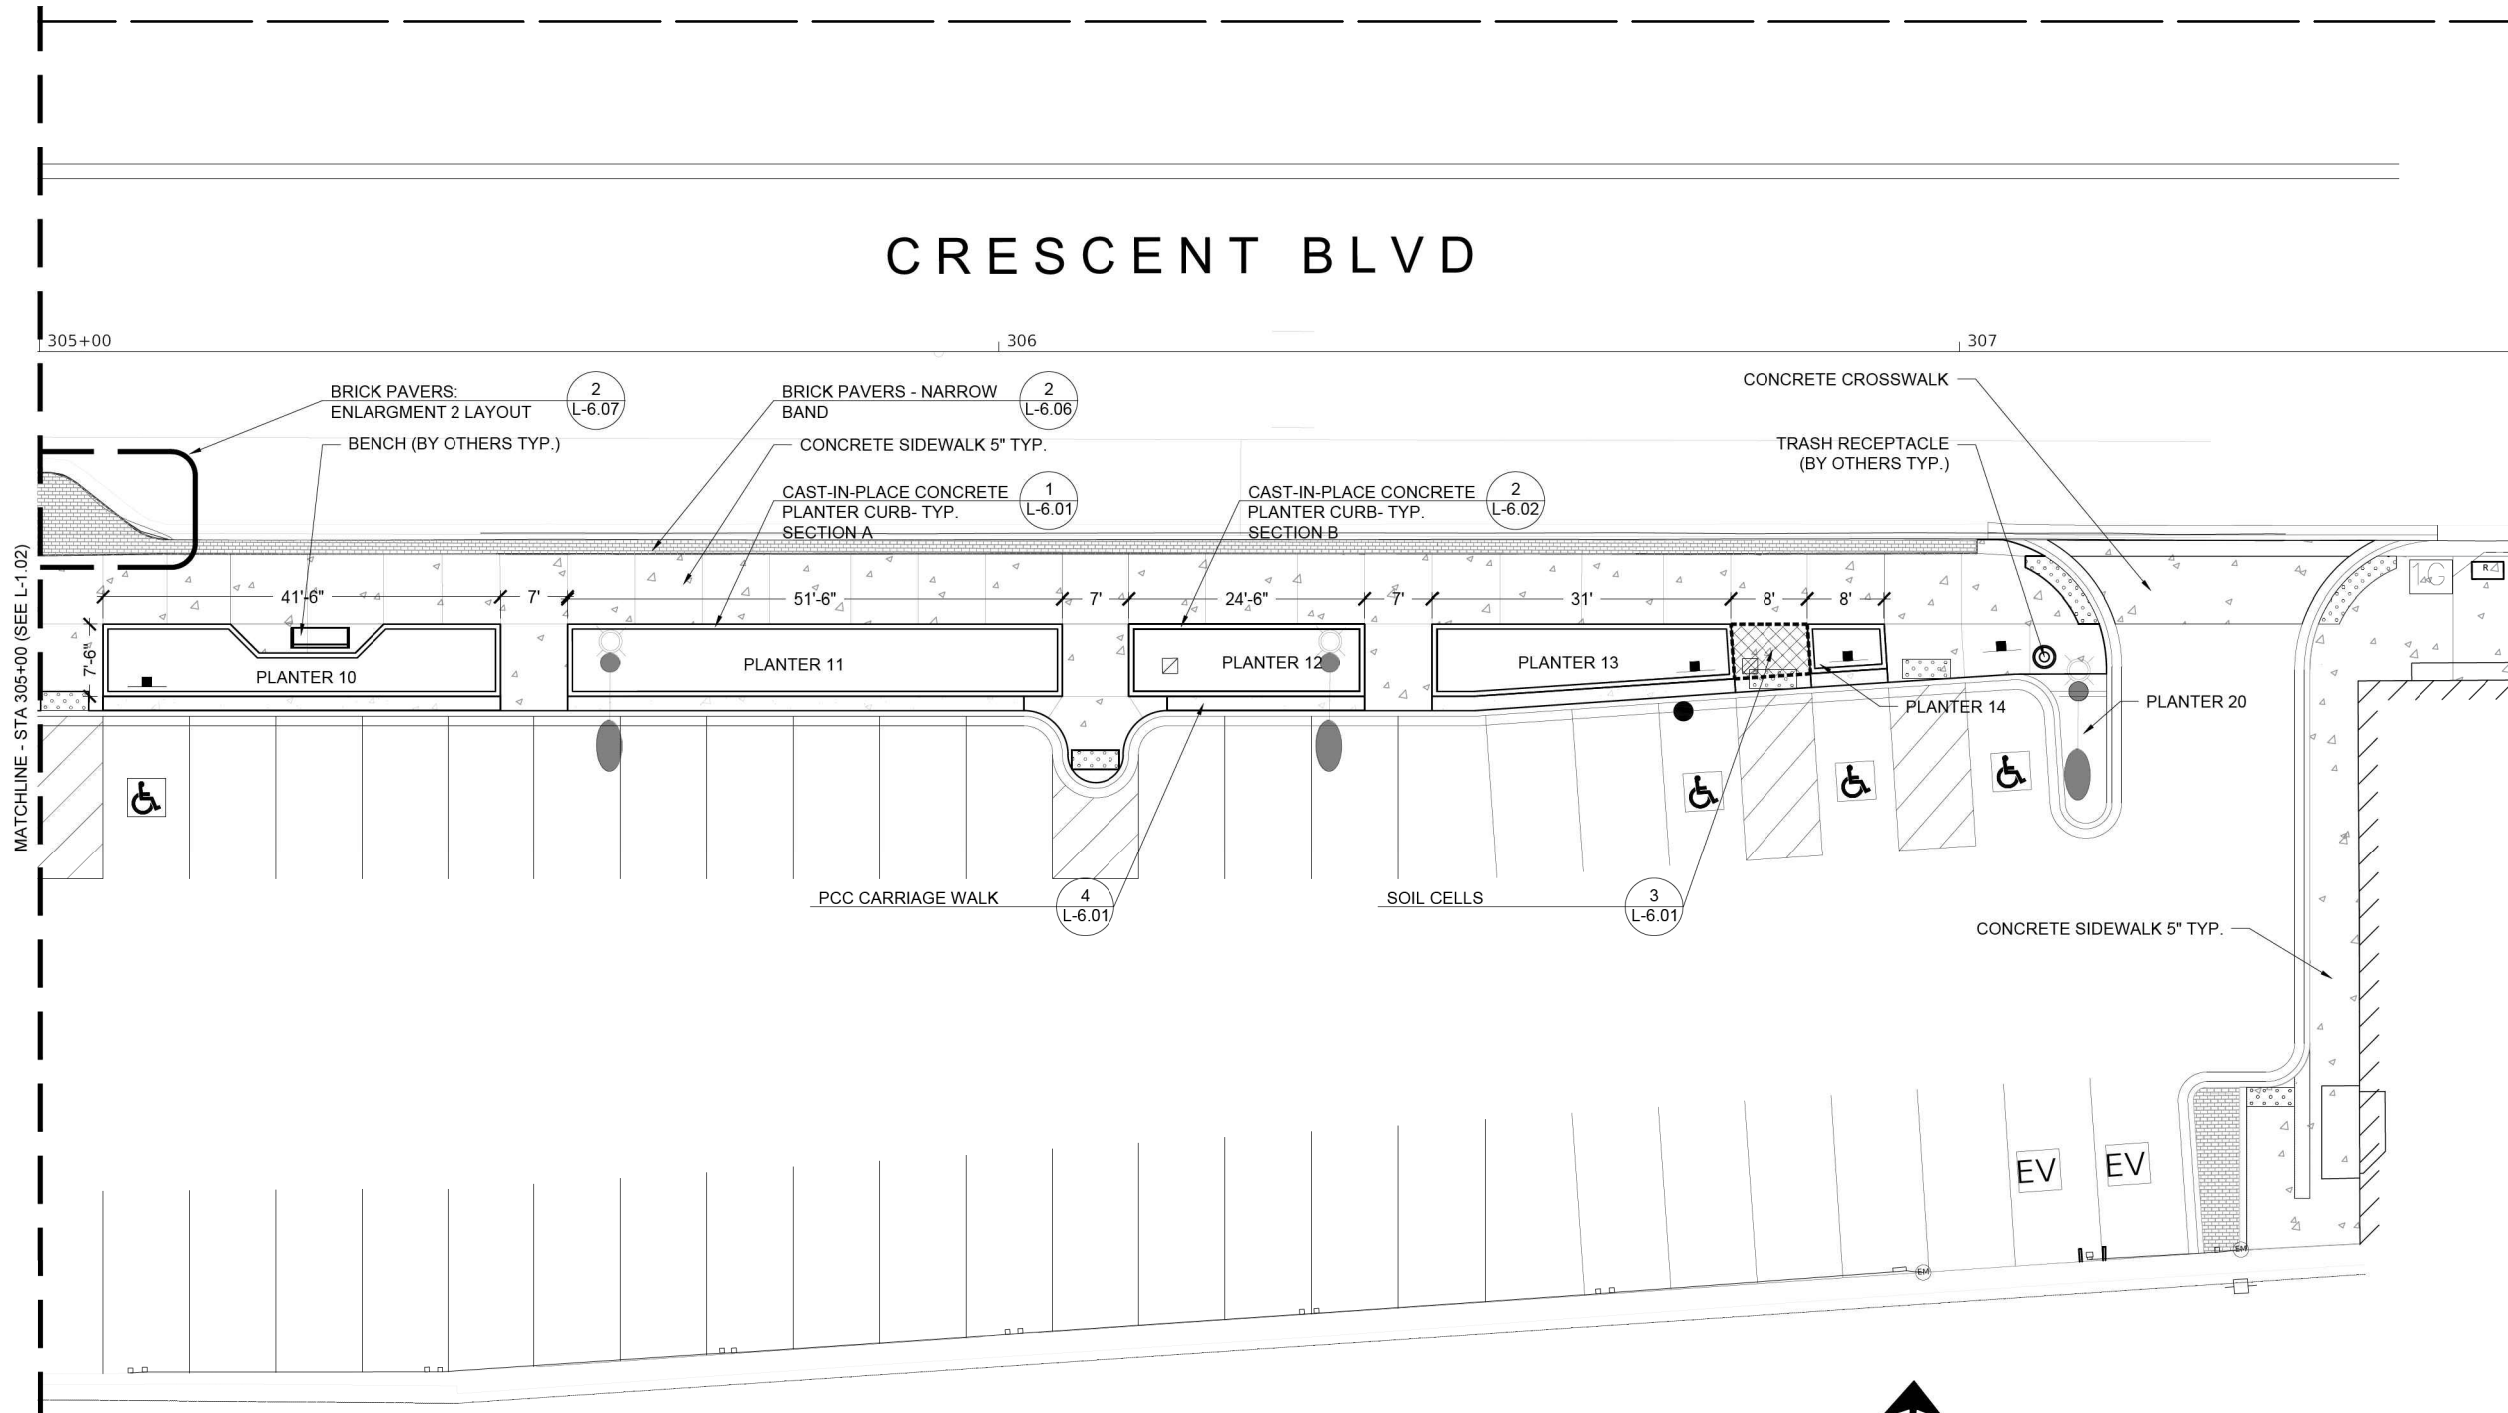 CRESCENT BLVD
305+00
306
307
BRICK PAVERS:
ENLARGMENT 2 LAYOUT
2
L-6.07
BENCH (BY OTHERS TYP.)
BRICK PAVERS - NARROW
BAND
2
L-6.06
CONCRETE SIDEWALK 5" TYP.
CAST-IN-PLACE CONCRETE
PLANTER CURB- TYP.
SECTION A
1
L-6.01
CAST-IN-PLACE CONCRETE
PLANTER CURB- TYP.
SECTION B
2
L-6.02
CONCRETE CROSSWALK
TRASH RECEPTACLE
(BY OTHERS TYP.)
MATCHLINE - STA 305+00 (SEE L-1.02)
1G
R
41'-6"
7'
51'-6"
7'
24'-6"
7'
31'
8'
8'
7'-6"
PLANTER 10
PLANTER 11
PLANTER 12
PLANTER 13
PLANTER 14
PLANTER 20
PCC CARRIAGE WALK
4
L-6.01
SOIL CELLS
3
L-6.01
CONCRETE SIDEWALK 5" TYP.
EV
EV
EM
EM